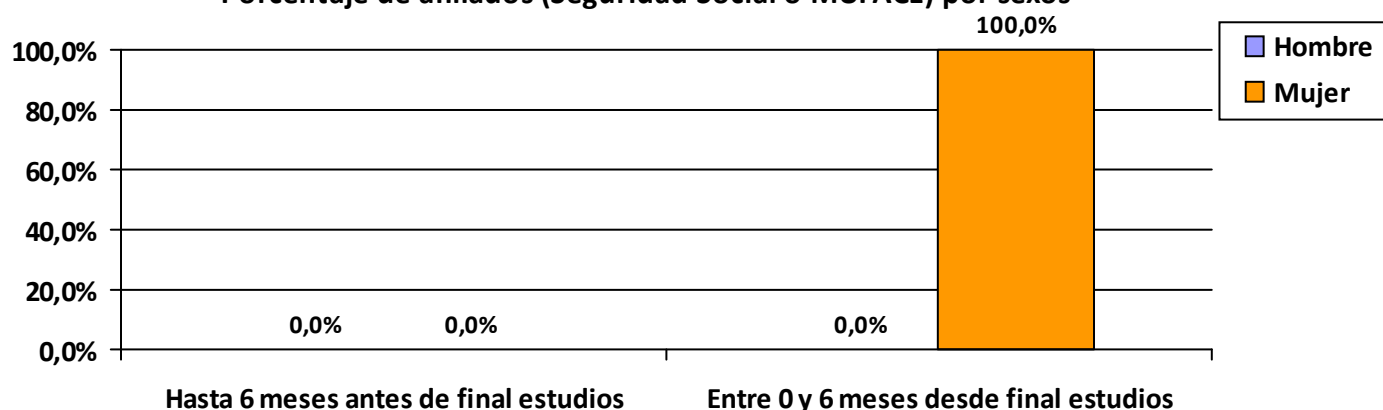 Porcentaje de afiliados (Seguridad Social o MUFACE) por sexos
100,0%
Hombre
Mujer
100,0%
80,0%
60,0%
40,0%
20,0%
0,0%
0,0%
0,0%
0,0%
Hasta 6 meses antes de final estudios
Entre 0 y 6 meses desde final estudios